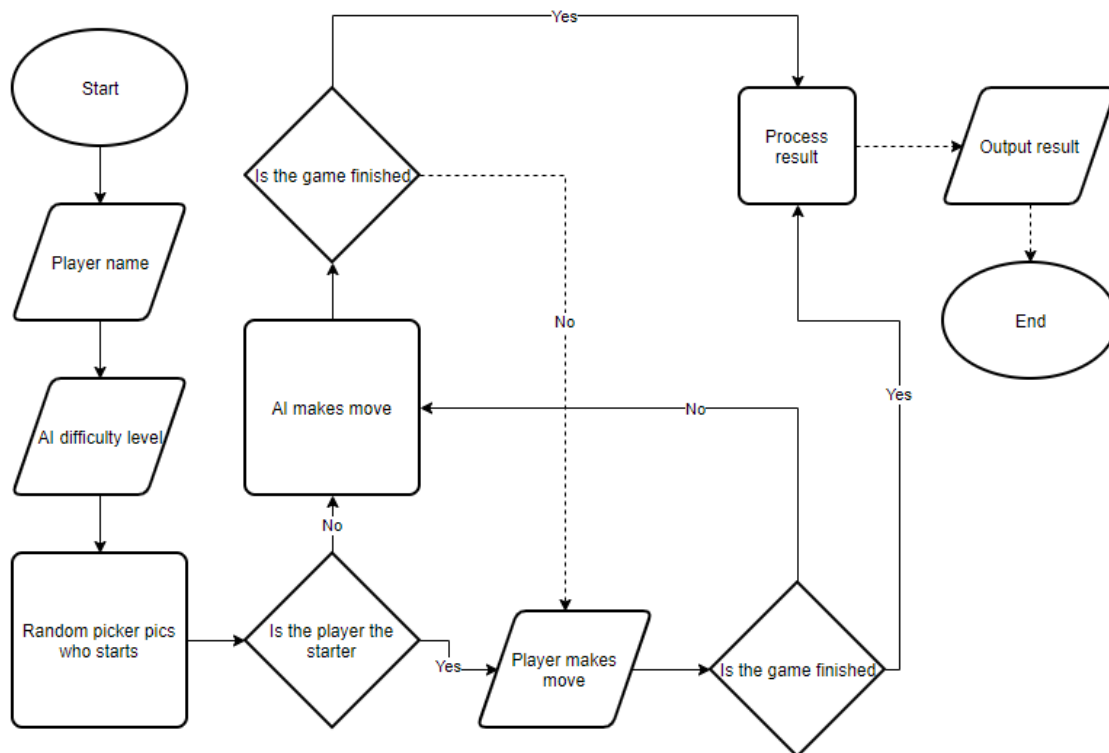 Yes
Start
Process
result
Output result
Is the game finished
Player name
No
End
AI makes move
No
Yes
AI difficulty level
No
Random picker pics
who starts
Is the player the
starter
Yes
Player makes
move
Is the game finished